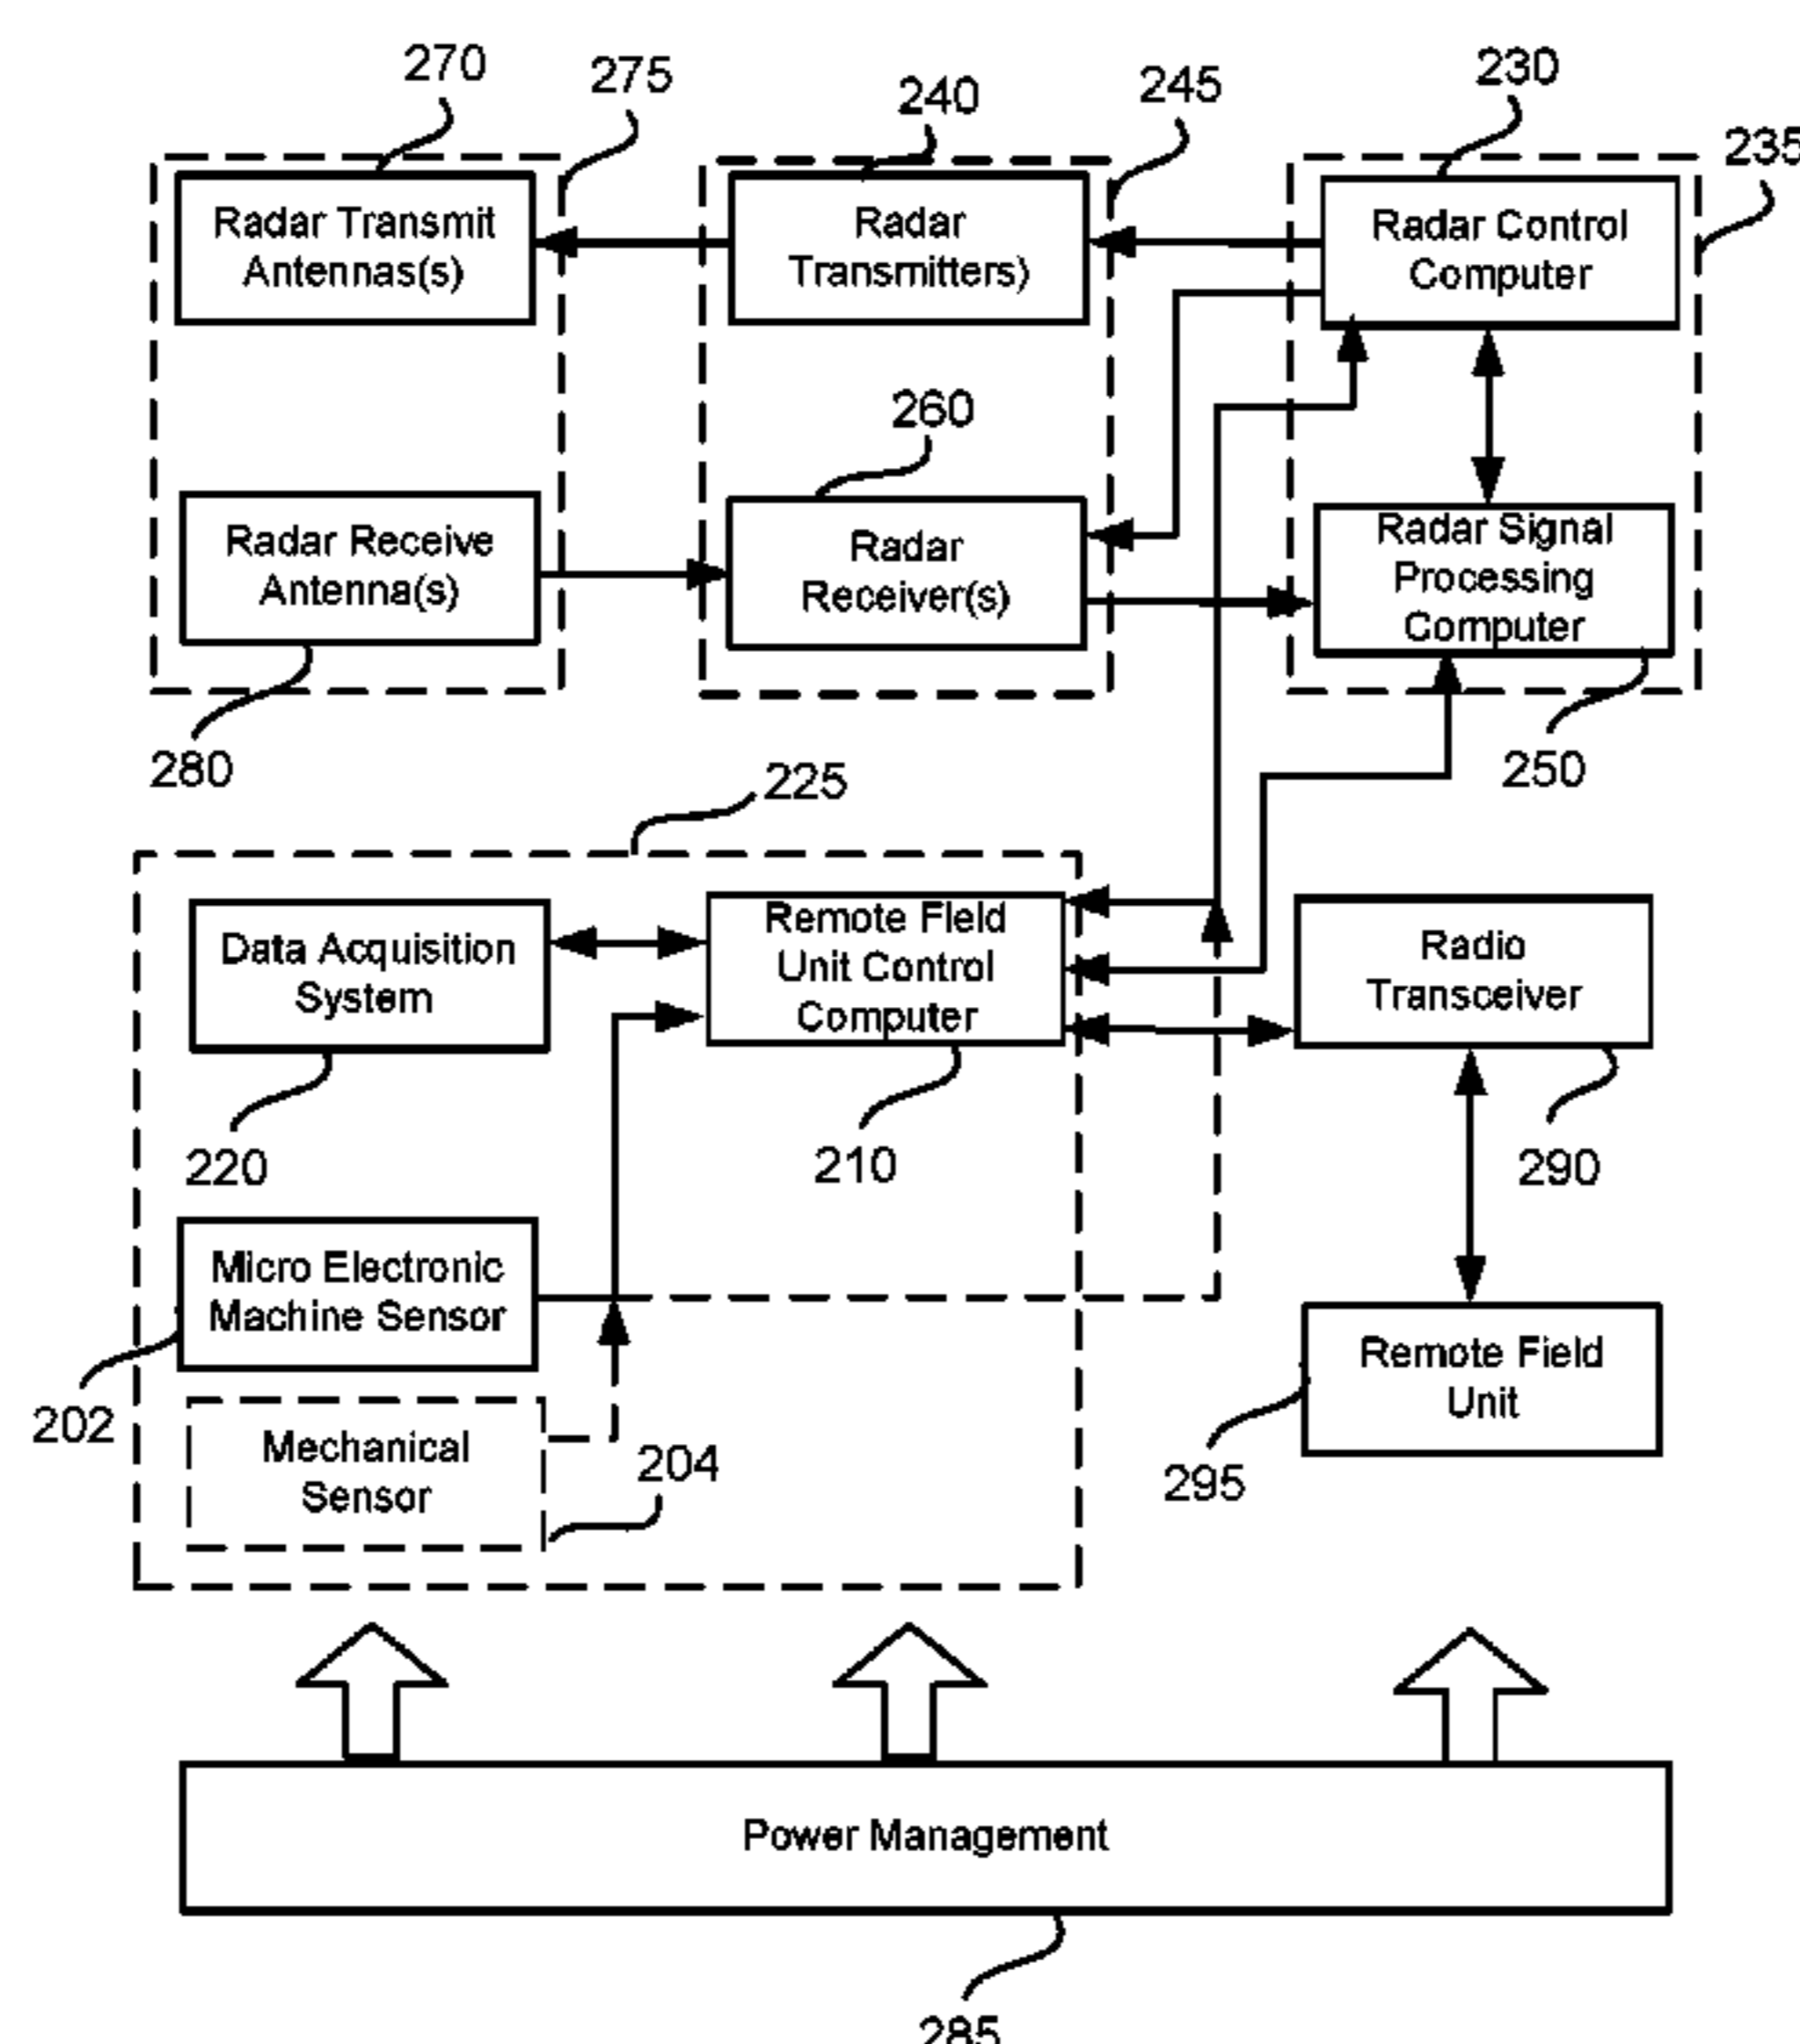 270
275
240
245
230
235
Radar Transmit
Antennas(s)
Radar
Transmitters)
Radar Control
Computer
260
Radar Receive
Antenna(s)
Radar
Receiver(s)
Radar Signal
Processing
Computer
280
250
225
Data Acquisition
System
Remote Field
Unit Control
Computer
Radio
Transceiver
220
210
290
Micro Electronic
Machine Sensor
Remote Field
Unit
202
Mechanical
Sensor
204
295
Power Management
285